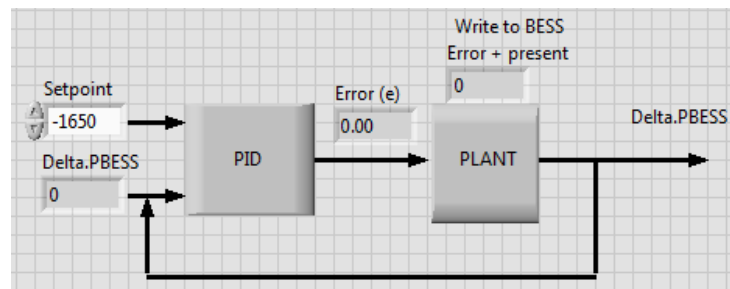 Write to BESS
Error + present
0
Setpoint
-1650
Error (e)
0.00
Delta.PBESS
Delta.PBESS
0
PID
PLANT